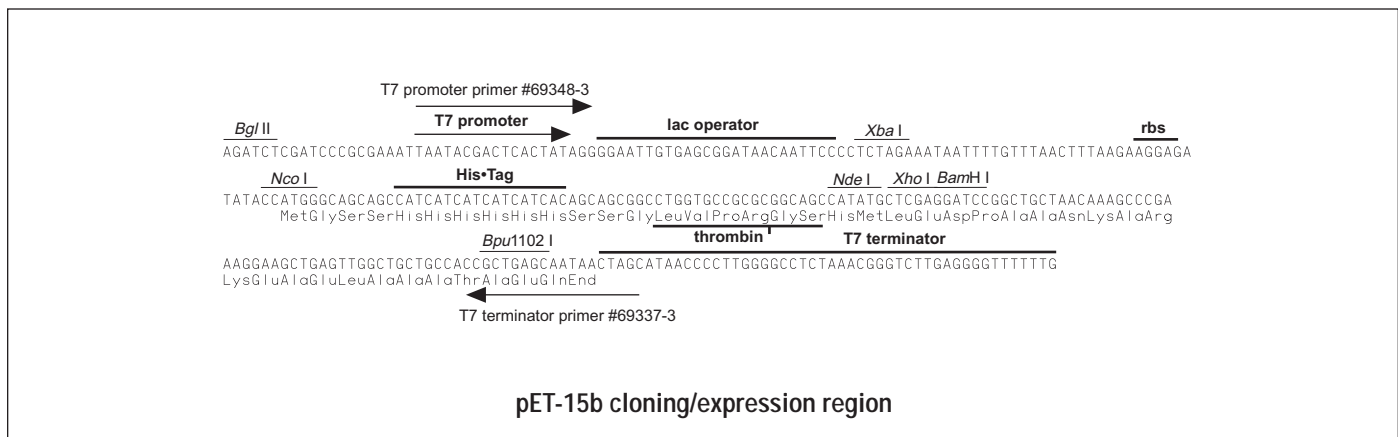 T7 promoter primer #69348-3
Bgl II T7 promoter lac operator Xba I rbs
AGATCTCGATCCCGCGAAATTAATACGACTCACTATAGGGGAATTGTGAGCGGATAACAATTCCCCTCTAGAAATAATTTTGTTTAACTTTAAGAAGGAGA
Nco I His•Tag Nde I Xho I BamH I
TATACCATGGGCAGCAGCCATCATCATCATCATCACAGCAGCGGCCTGGTGCCGCGCGGCAGCCATATGCTCGAGGATCCGGCTGCTAACAAAGCCCGA
MetGlySerSerHisHisHisHisHisHisSerSerGlyLeuValProArgGlySerHisMetLeuGluAspProAlaAlaAsnLysAlaArg
Bpu1102 I thrombin T7 terminator
AAGGAAGCTGAGTTGGCTGCTGCCACCGCTGAGCAATAACTAGCATAACCCCTTGGGGCCTCTAAACGGGTCTTGAGGGGTTTTTTG
LysGluAlaGluLeuAlaAlaAlaThrAlaGluGlnEnd
T7 terminator primer #69337-3
pET-15b cloning/expression region